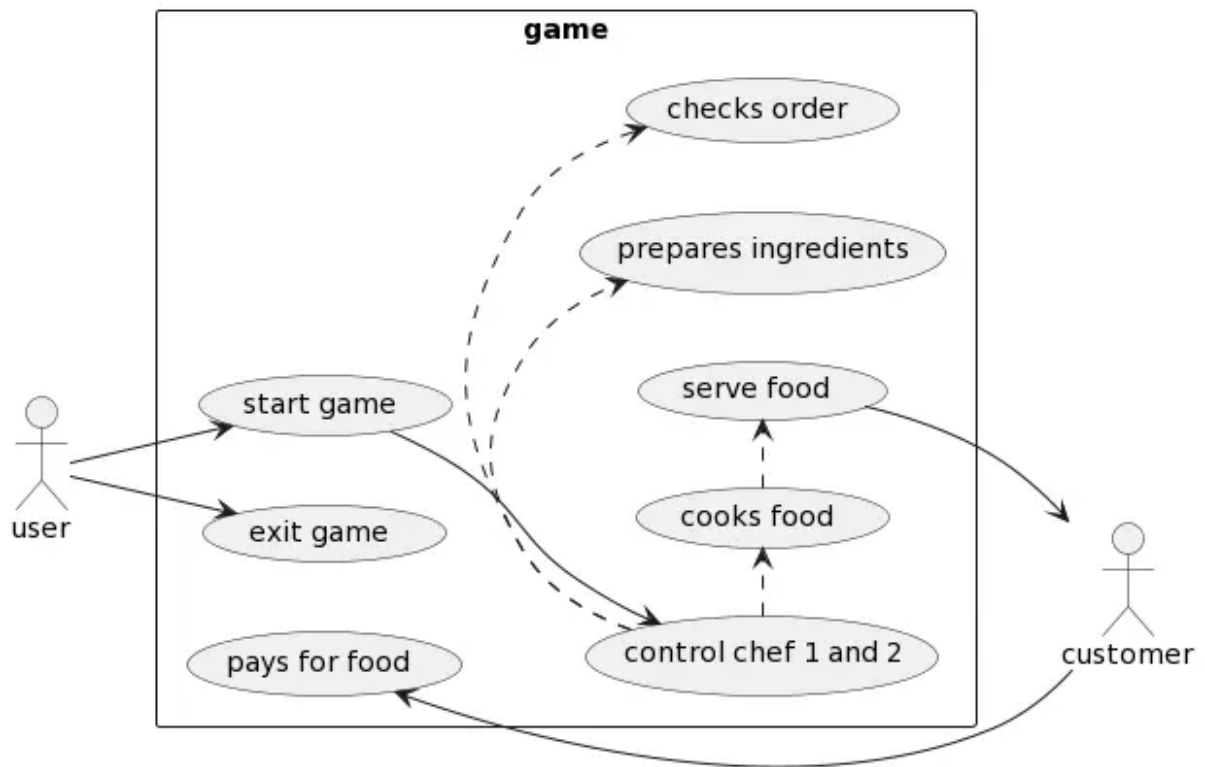 game
checks order
prepares ingredients
serve food
start game
cooks food
user
exit game
control chef 1 and 2
customer
pays for food